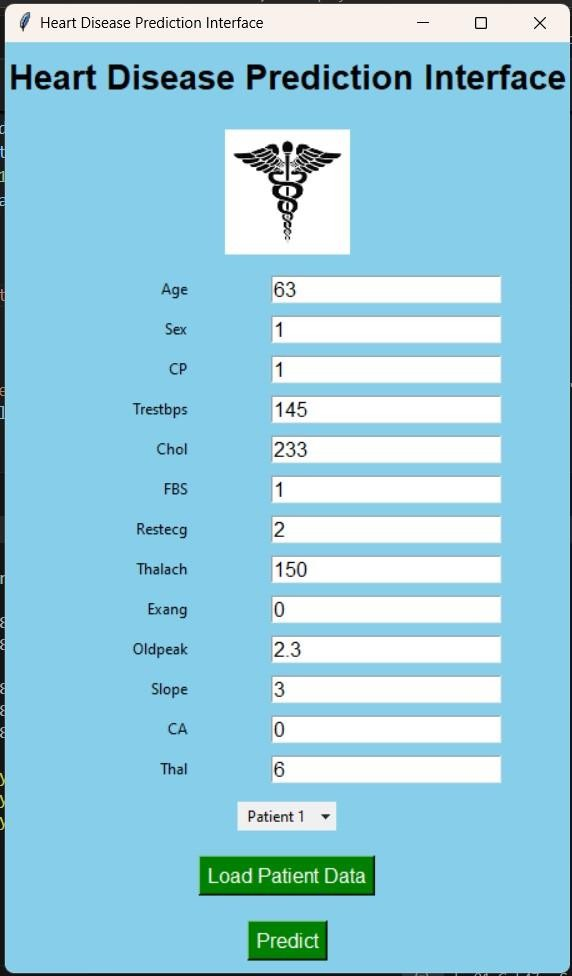 Heart Disease Prediction Interface
Heart Disease Prediction Interface
Age 63
Sex 1
CP 1
Trestbps 145
Chol 233
FBS 1
Restecg 2
Thalach 150
Exang 0
Oldpeak 2.3
Slope 3
CA 0
Thal 6
Patient 1
Load Patient Data
Predict